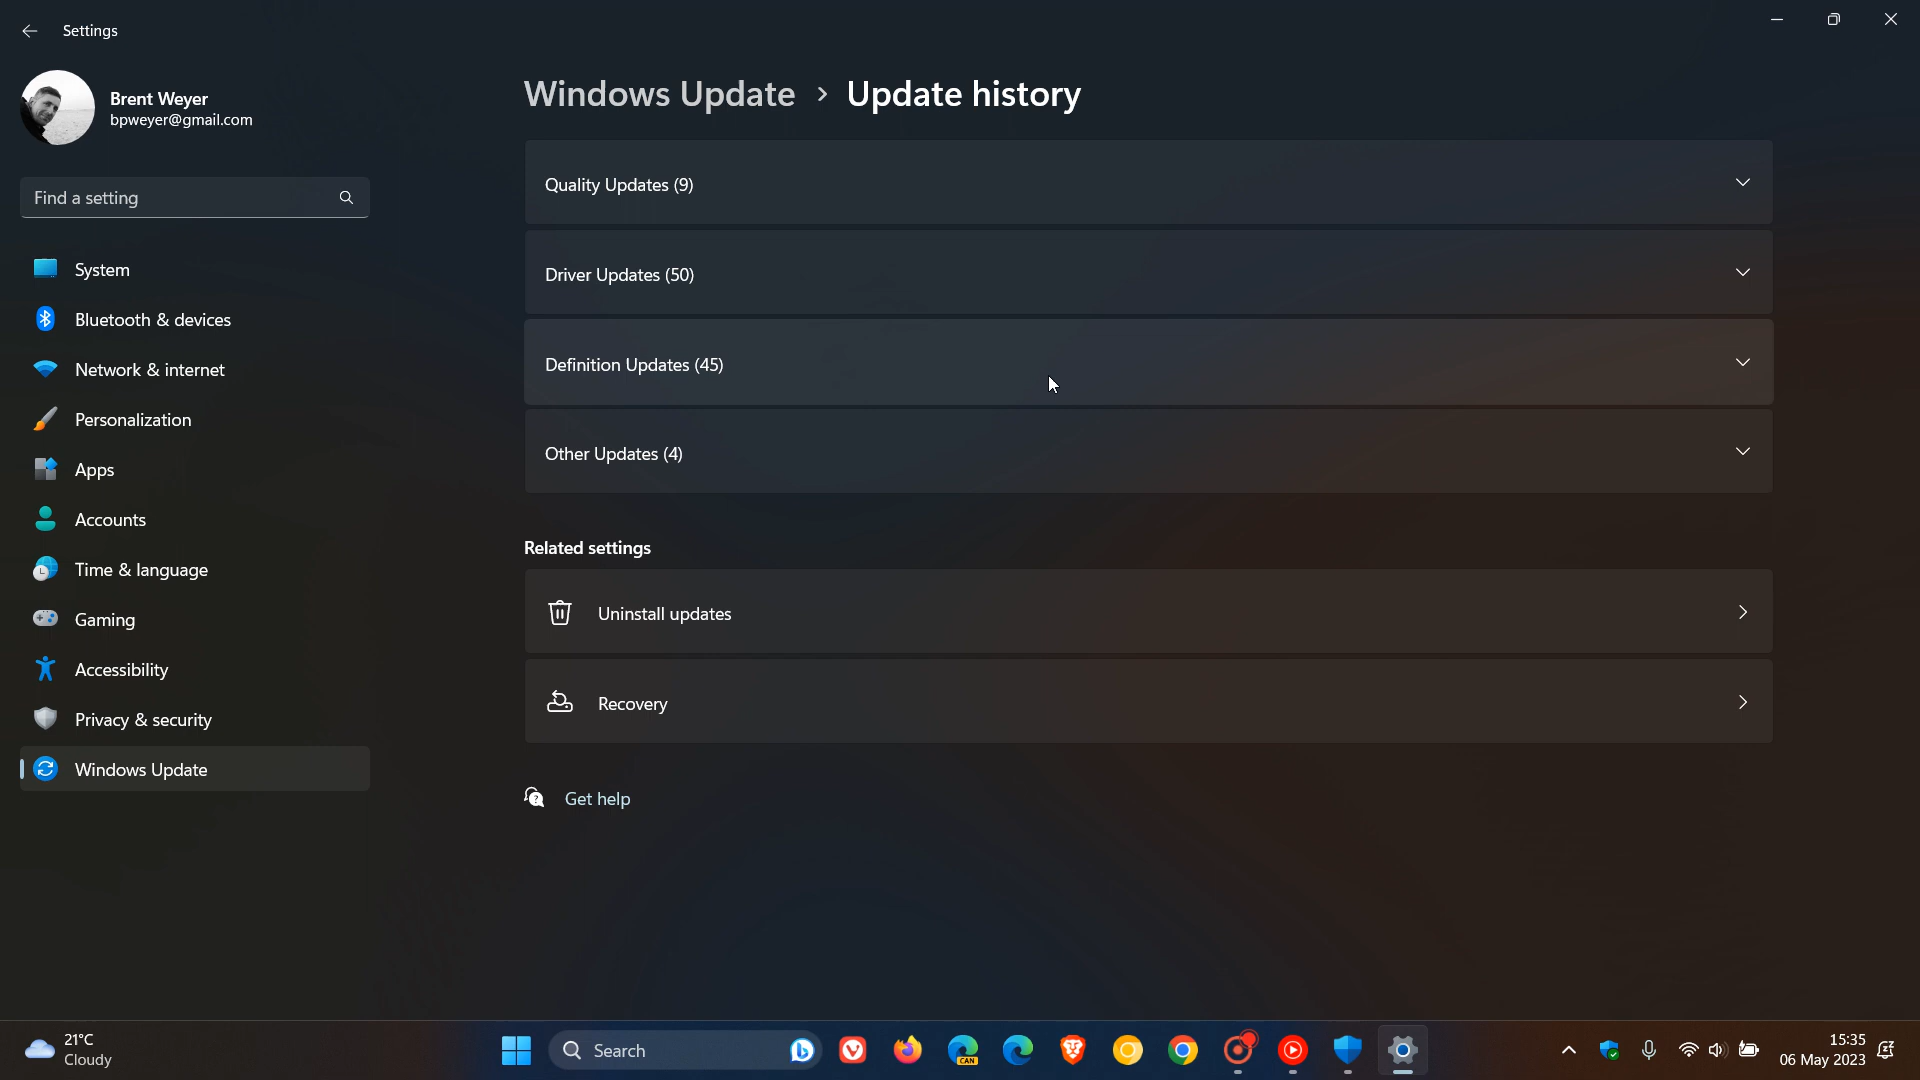 Settings
Brent Weyer
bpweyer@gmail.com
Find a setting
System
Bluetooth & devices
Network & internet
Personalization
Apps
Accounts
Time & language
Gaming
Accessibility
Privacy & security
Windows Update
Windows Update > Update history
Quality Updates (9)
Driver Updates (50)
Definition Updates (45)
Other Updates (4)
Related settings
Uninstall updates
Recovery
Get help
21°C
Cloudy
Search
CAN
15:35
06 May 2023